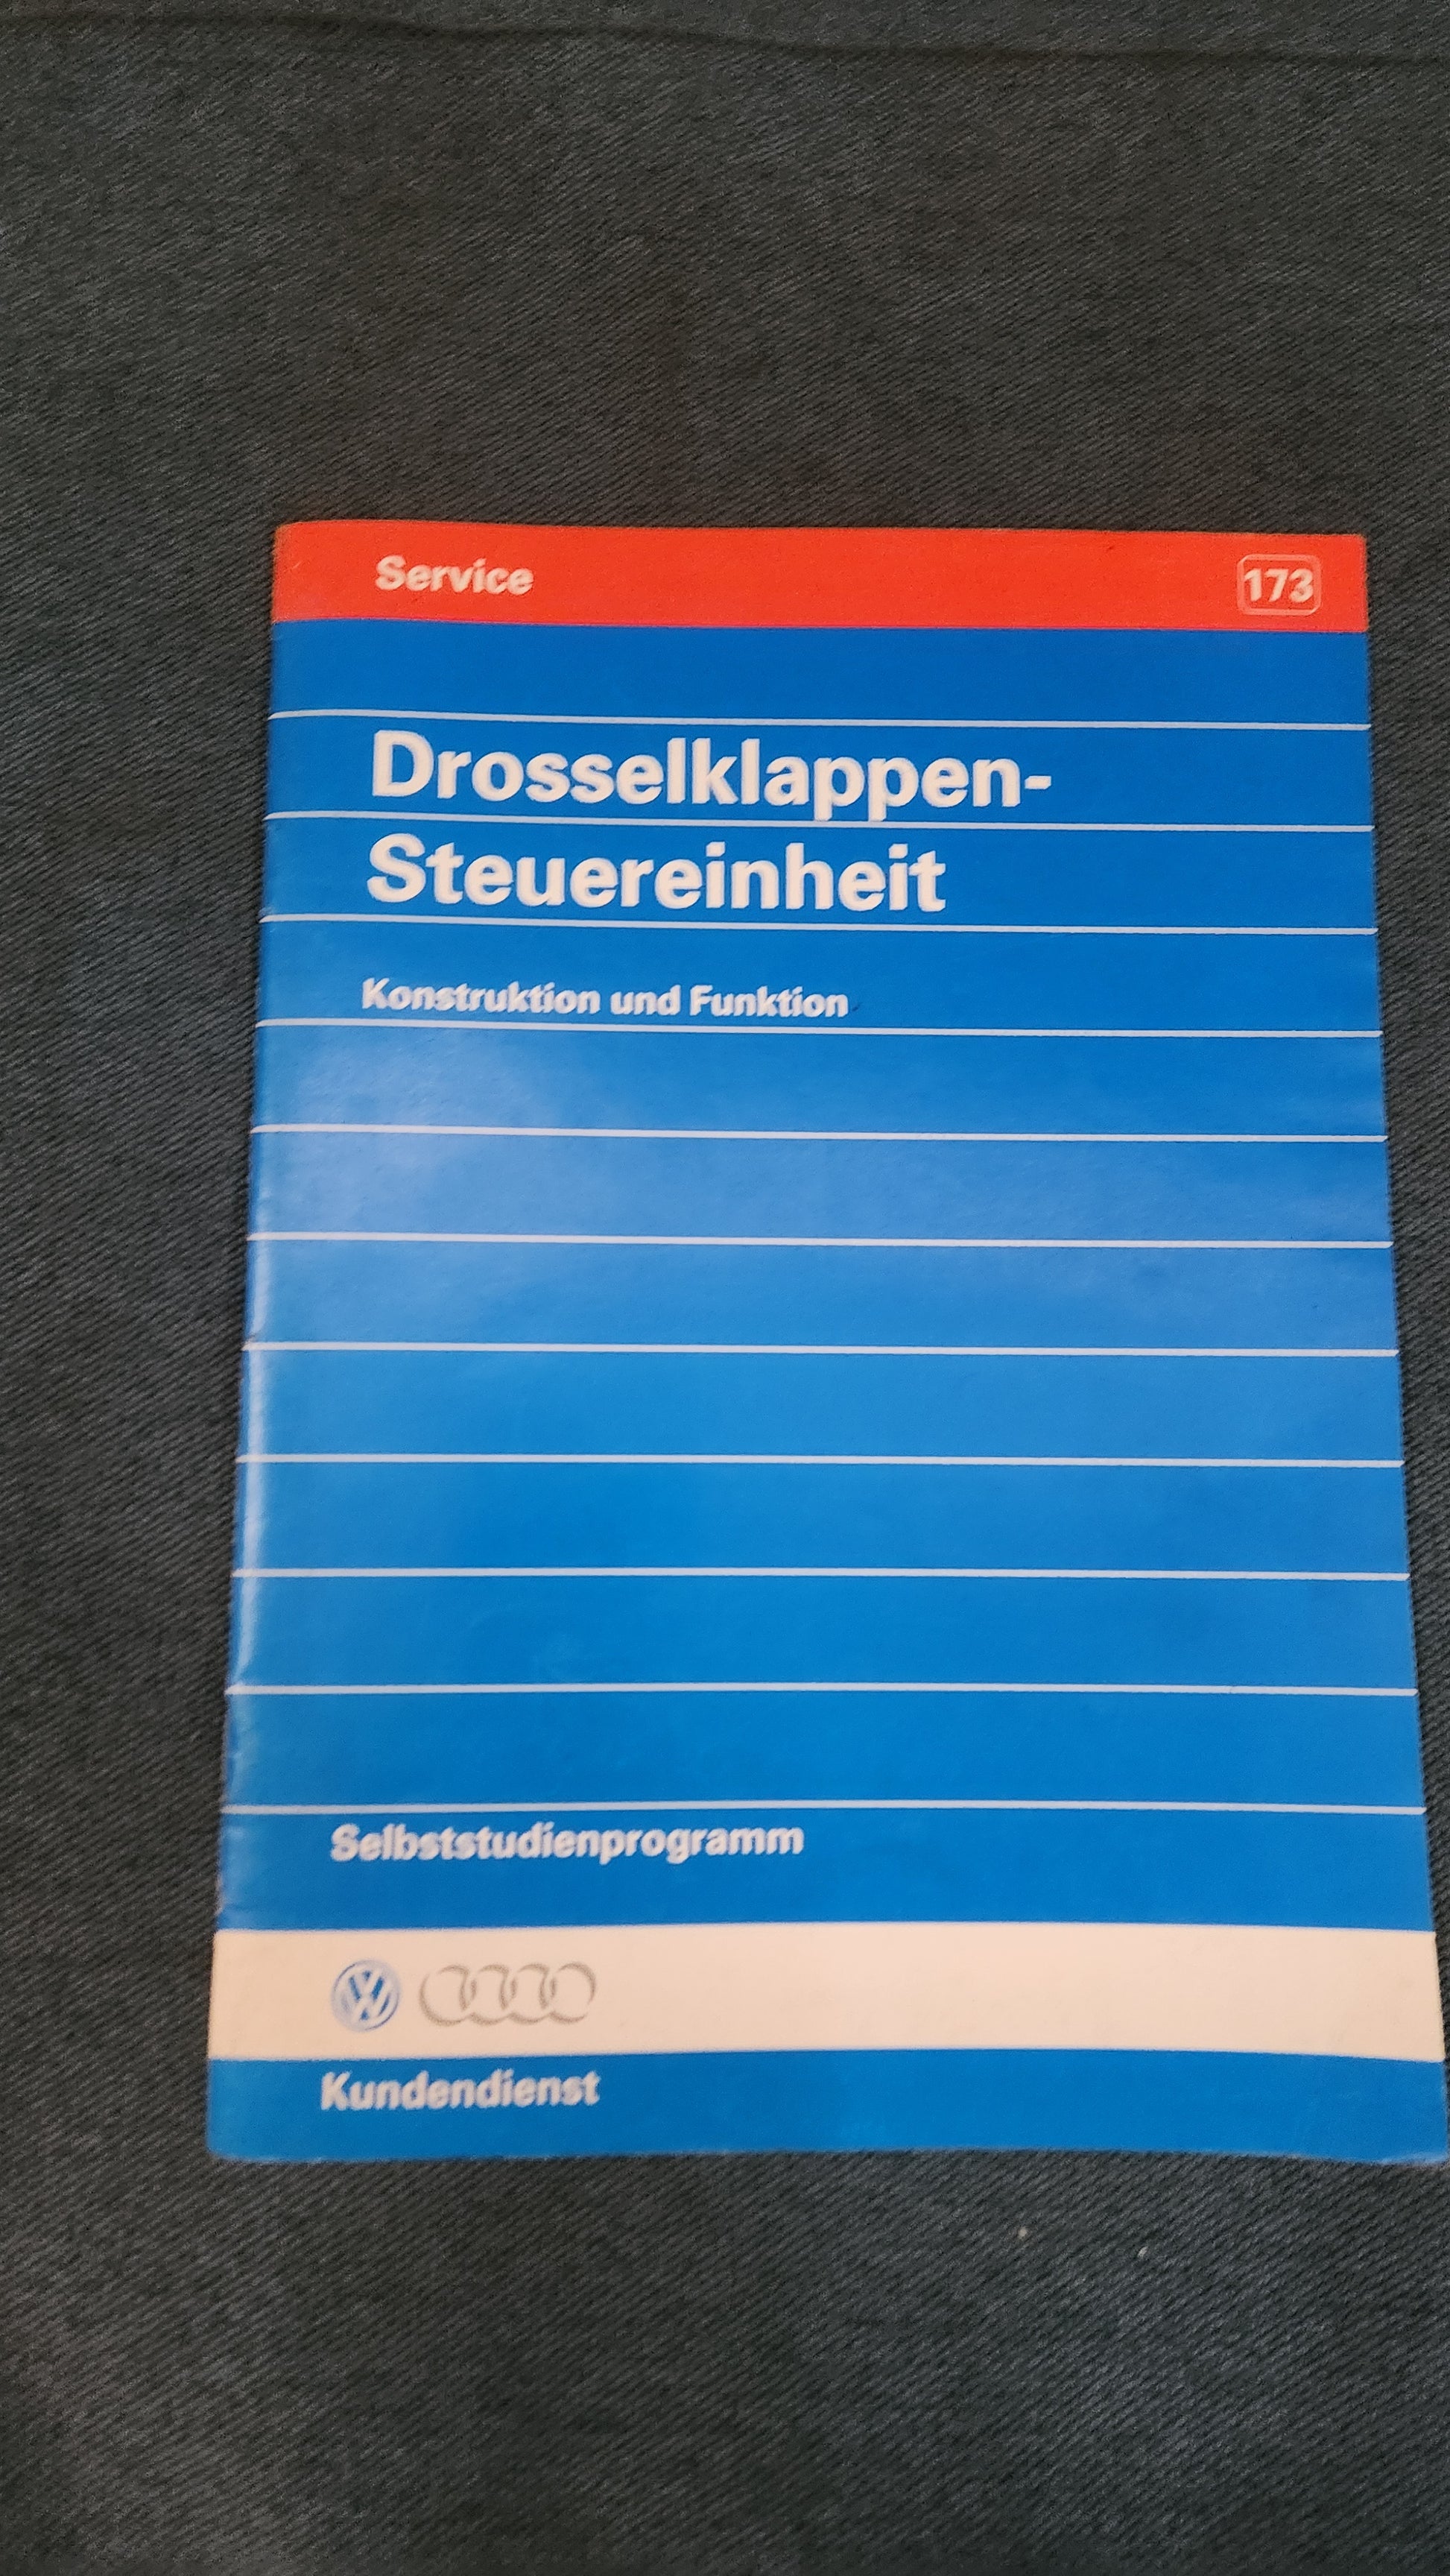 Service 173
Drosselklappen-
Steuereinheit
Konstruktion und Funktion
Selbststudienprogramm
Kundendienst